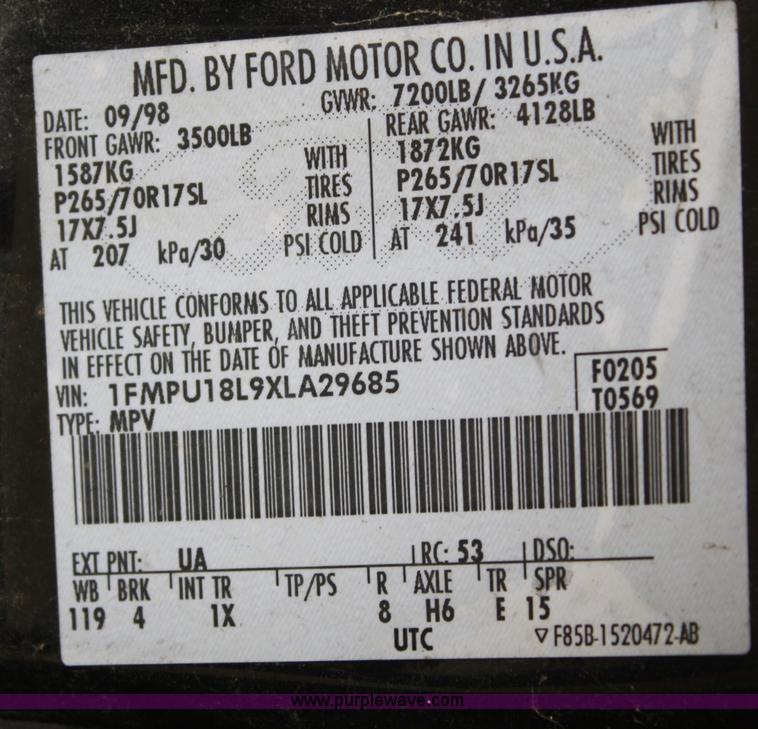 MFD. BY FORD MOTOR CO. IN U.S.A.
DATE: 09/98 GVWR: 7200LB/ 3265KG
FRONT GAWR: 3500LB REAR GAWR: 4128LB
1587KG WITH 1872KG WITH
P265/70R17SL TIRES P265/70R17SL TIRES
17X7.5J RIMS 17X7.5J RIMS
AT 207 kPa/30 PSI COLD AT 241 kPa/35 PSI COLD
THIS VEHICLE CONFORMS TO ALL APPLICABLE FEDERAL MOTOR
VEHICLE SAFETY, BUMPER, AND THEFT PREVENTION STANDARDS
IN EFFECT ON THE DATE OF MANUFACTURE SHOWN ABOVE.
VIN: 1FMPU18L9XLA29685 F0205
TYPE: MPV T0569
EXT PNT: UA RC: 53 DSO:
WB BRK INT TR TP/PS R AXLE TR SPR
119 4 1X 8 H6 E 15
UTC ▽F85B-1520472-AB
www.purplewave.com